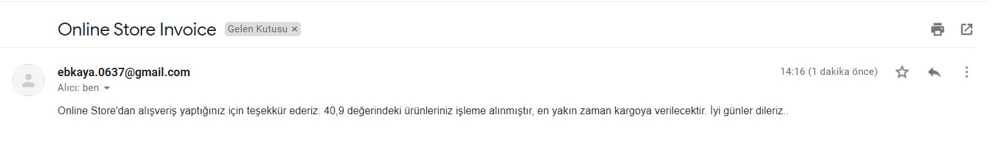 Online Store Invoice Gelen Kutusu ×
ebkaya.0637@gmail.com 14:16 (1 dakika önce)
Alıcı: ben
Online Store'dan alışveriş yaptığınız için teşekkür ederiz. 40,9 değerindeki ürünleriniz işleme alınmıştır, en yakın zaman kargoya verilecektir. İyi günler dileriz..